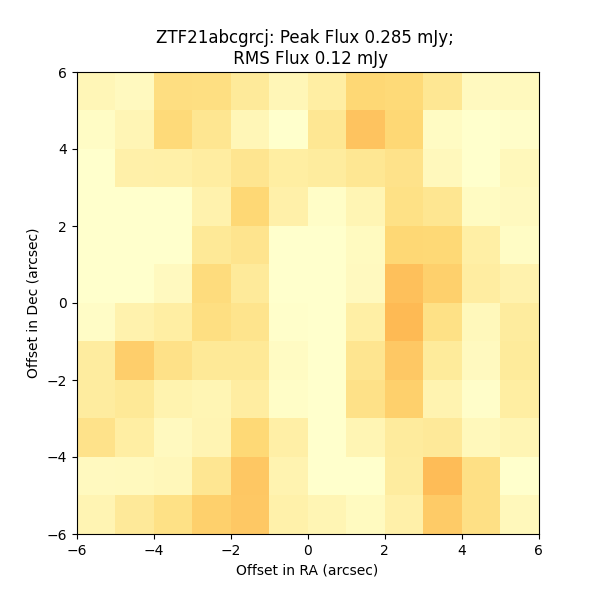 ZTF21abcgrcj: Peak Flux 0.285 mJy;
RMS Flux 0.12 mJy
6
4
2
0
−2
−4
−6
Offset in Dec (arcsec)
−6 −4 −2 0 2 4 6
Offset in RA (arcsec)